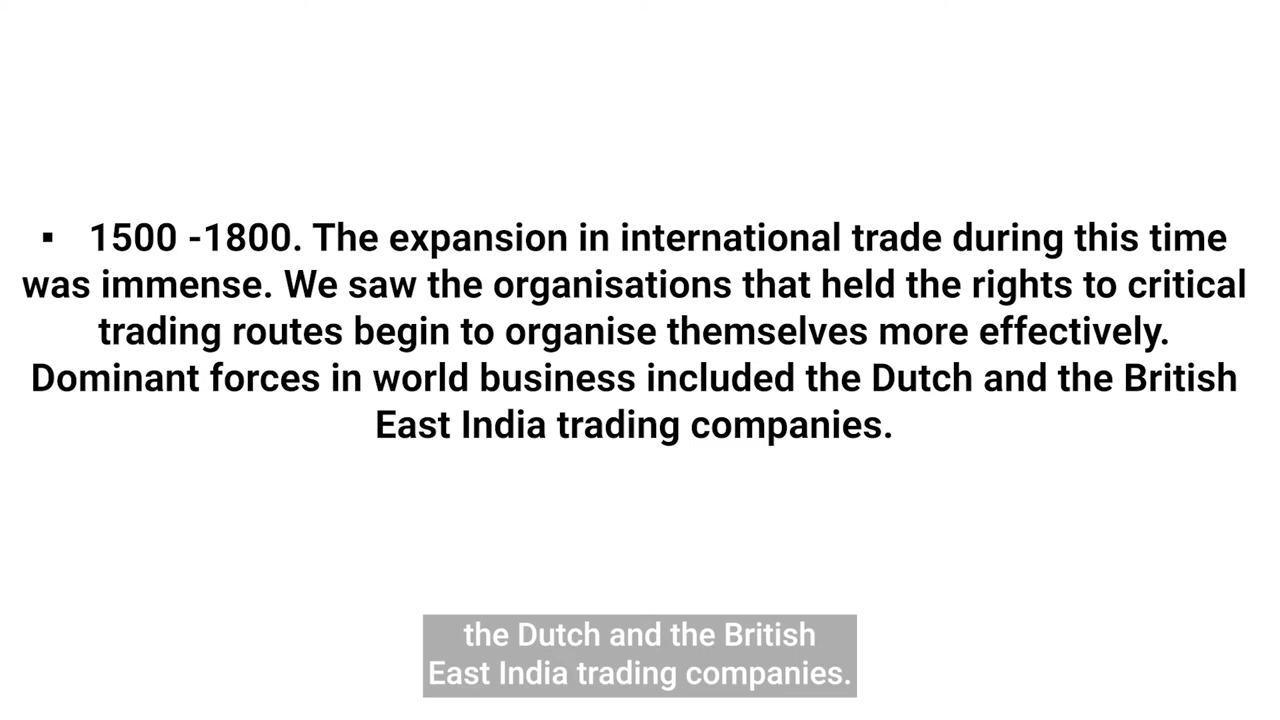 ▪ 1500 -1800. The expansion in international trade during this time
was immense. We saw the organisations that held the rights to critical
trading routes begin to organise themselves more effectively.
Dominant forces in world business included the Dutch and the British
East India trading companies.
the Dutch and the British
East India trading companies.